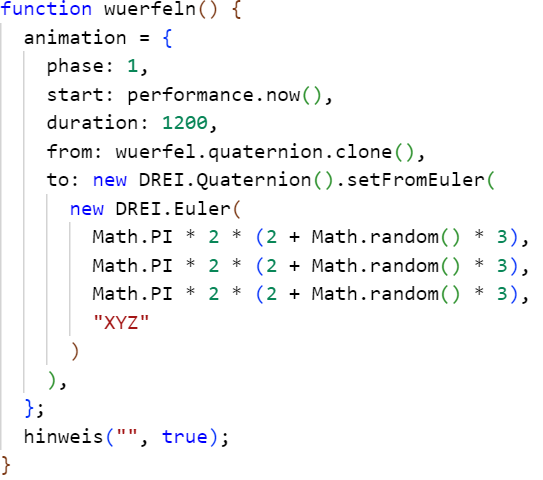 function wuerfeln() {
  animation = {
    phase: 1,
    start: performance.now(),
    duration: 1200,
    from: wuerfel.quaternion.clone(),
    to: new DREI.Quaternion().setFromEuler(
      new DREI.Euler(
        Math.PI * 2 * (2 + Math.random() * 3),
        Math.PI * 2 * (2 + Math.random() * 3),
        Math.PI * 2 * (2 + Math.random() * 3),
        "XYZ"
      )
    ),
  };
  hinweis("", true);
}